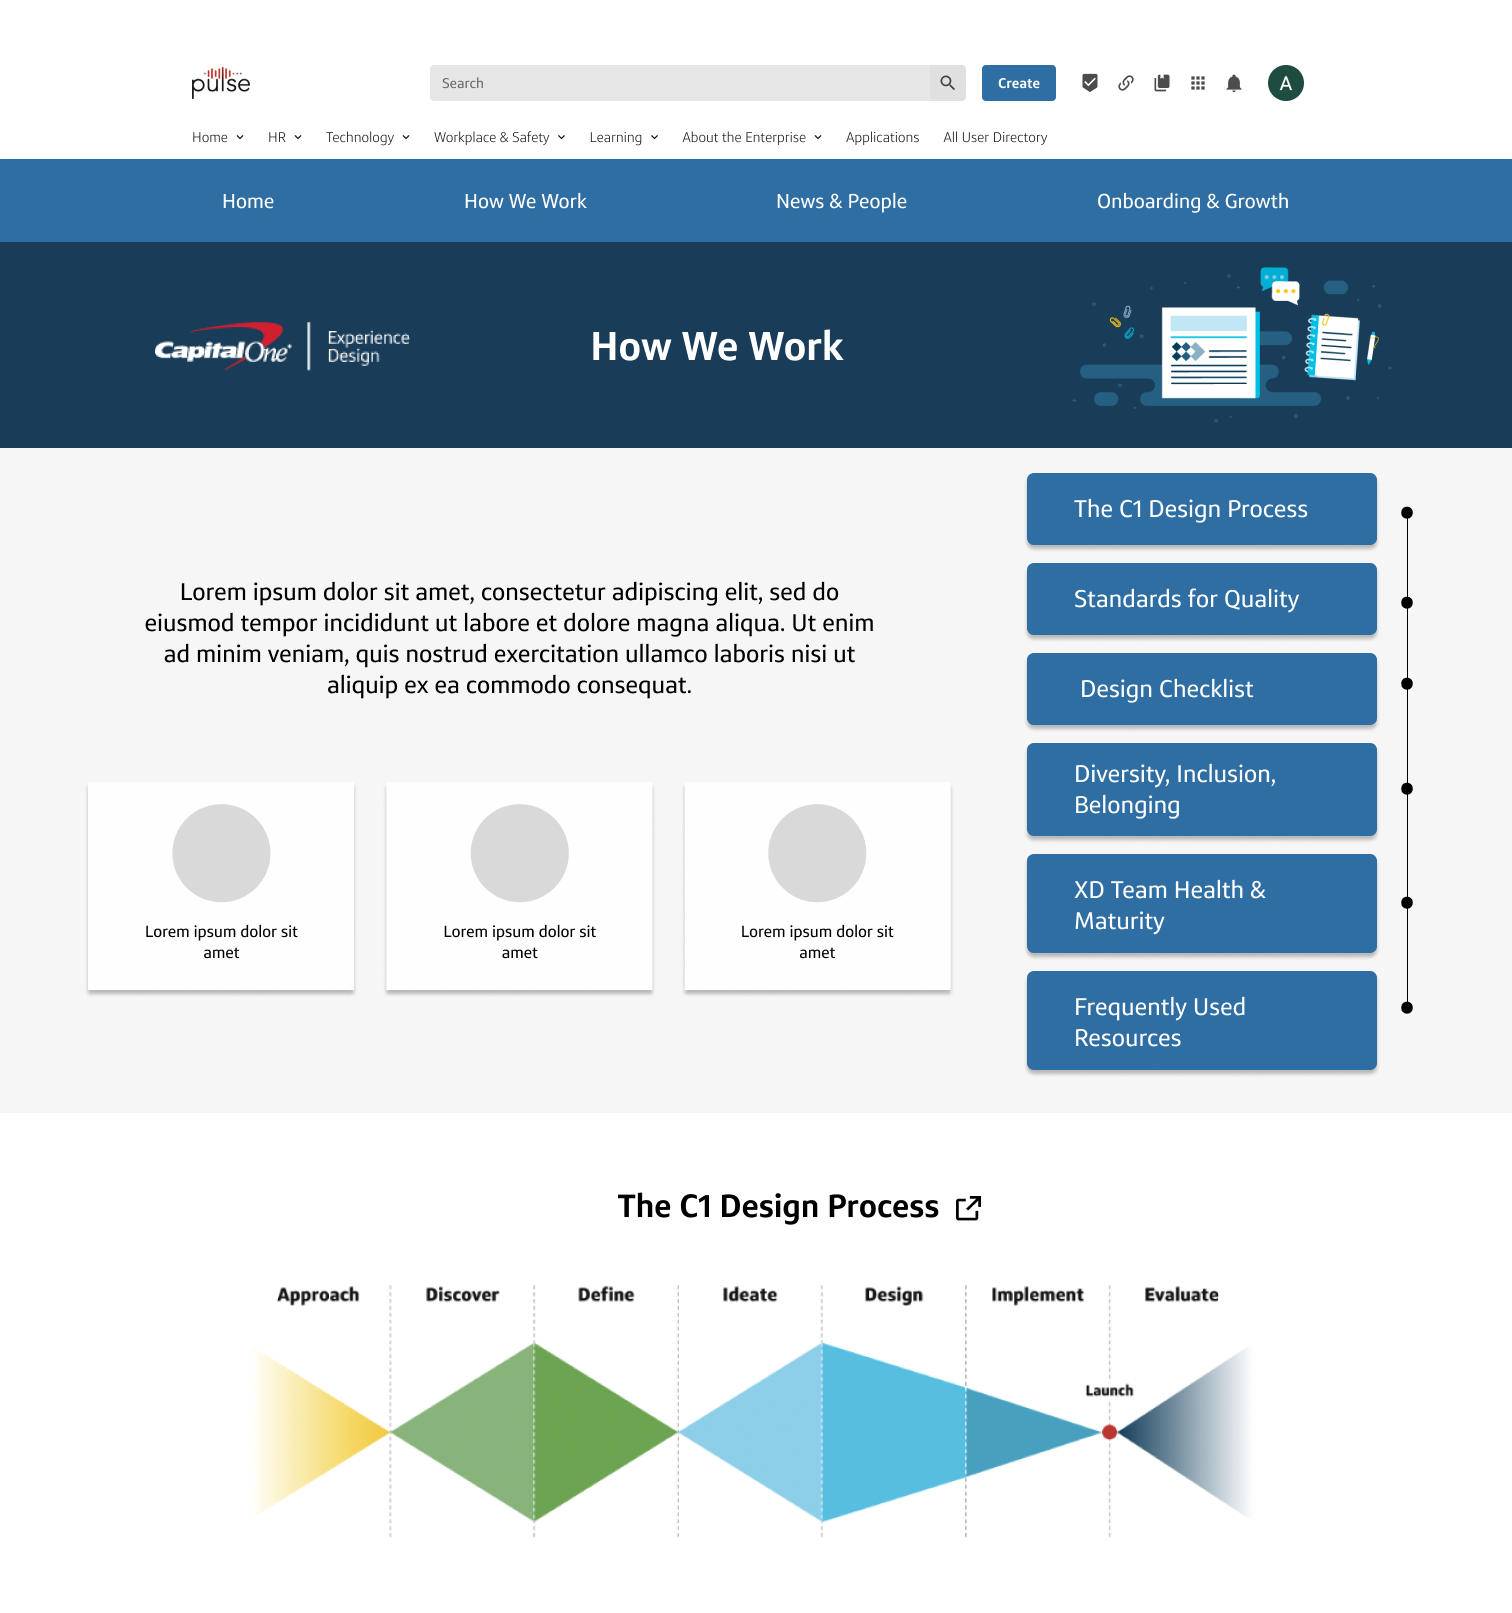 pulse
Search
Create
A
Home
HR
Technology
Workplace & Safety
Learning
About the Enterprise
Applications
All User Directory
Home
How We Work
News & People
Onboarding & Growth
Capital One
Experience
Design
How We Work
Lorem ipsum dolor sit amet, consectetur adipiscing elit, sed do
eiusmod tempor incididunt ut labore et dolore magna aliqua. Ut enim
ad minim veniam, quis nostrud exercitation ullamco laboris nisi ut
aliquip ex ea commodo consequat.
Lorem ipsum dolor sit
amet
Lorem ipsum dolor sit
amet
Lorem ipsum dolor sit
amet
The C1 Design Process
Standards for Quality
Design Checklist
Diversity, Inclusion,
Belonging
XD Team Health &
Maturity
Frequently Used
Resources
The C1 Design Process
Approach
Discover
Define
Ideate
Design
Implement
Evaluate
Launch